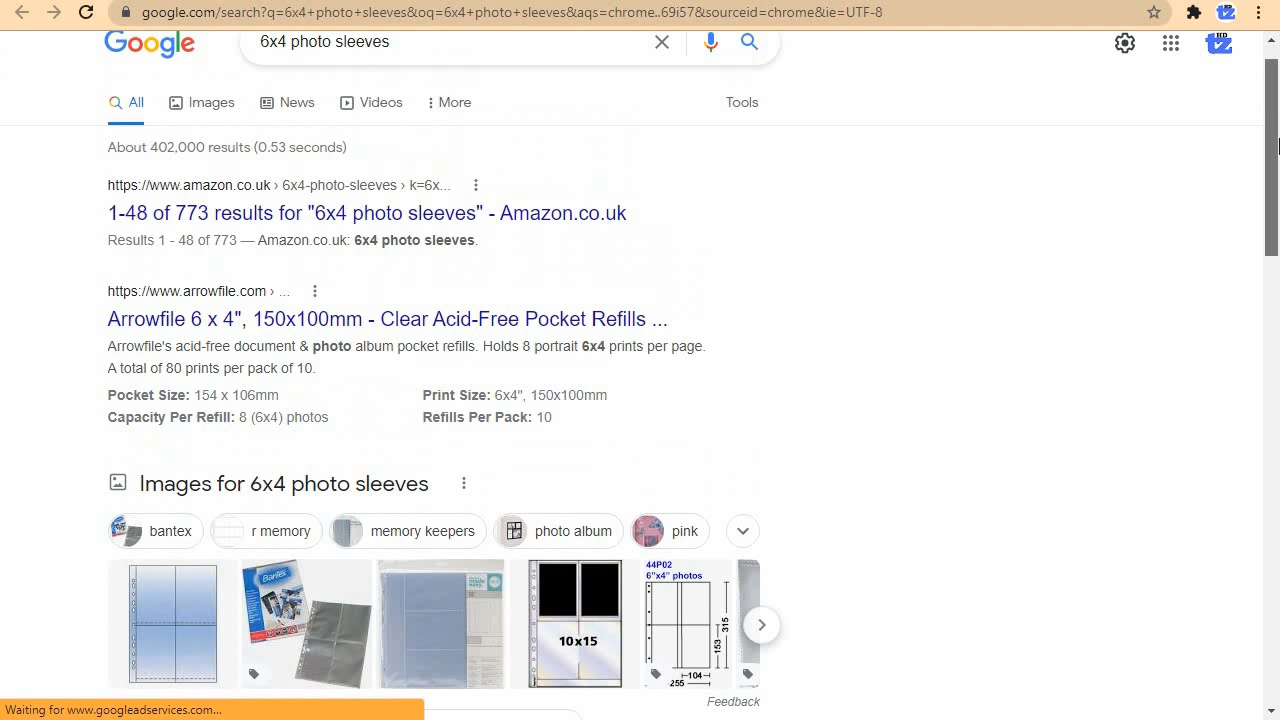 google.com/search?q=6x4+photo+sleeves&oq=6x4+photo+sleeves&aqs=chrome..69i57&sourceid=chrome&ie=UTF-8
Google
6x4 photo sleeves
All Images News Videos More Tools
About 402,000 results (0.53 seconds)
https://www.amazon.co.uk › 6x4-photo-sleeves › k=6x...
1-48 of 773 results for "6x4 photo sleeves" - Amazon.co.uk
Results 1 - 48 of 773 — Amazon.co.uk: 6x4 photo sleeves.
https://www.arrowfile.com › ...
Arrowfile 6 x 4", 150x100mm - Clear Acid-Free Pocket Refills ...
Arrowfile's acid-free document & photo album pocket refills. Holds 8 portrait 6x4 prints per page.
A total of 80 prints per pack of 10.
Pocket Size: 154 x 106mm Print Size: 6x4", 150x100mm
Capacity Per Refill: 8 (6x4) photos Refills Per Pack: 10
Images for 6x4 photo sleeves
bantex r memory memory keepers photo album pink
Bantex
10x15
44P02
6"x4" photos
315
153
104
255
Feedback
Waiting for www.googleadservices.com...